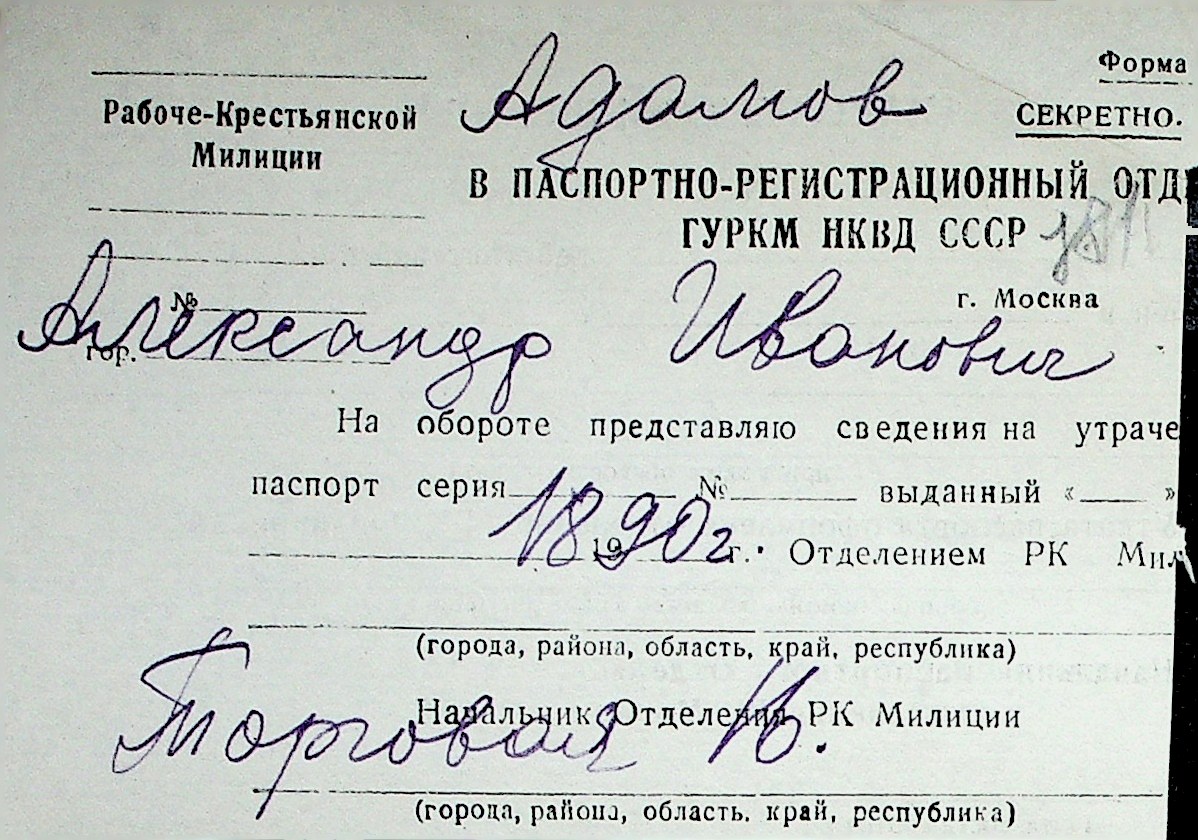 Форма
СЕКРЕТНО.
Рабоче-Крестьянской
Милиции
Адамов
В ПАСПОРТНО-РЕГИСТРАЦИОННЫЙ ОТД
ГУРКМ НКВД СССР
г. Москва
№
гор.
Александр Иванович
На обороте представляю сведения на утраче
паспорт серия № выданный « »
19 г. Отделением РК Мил
1890 г.
(города, района, область, край, республика)
Начальник Отделения РК Милиции
Торговая
(города, района, область, край, республика)